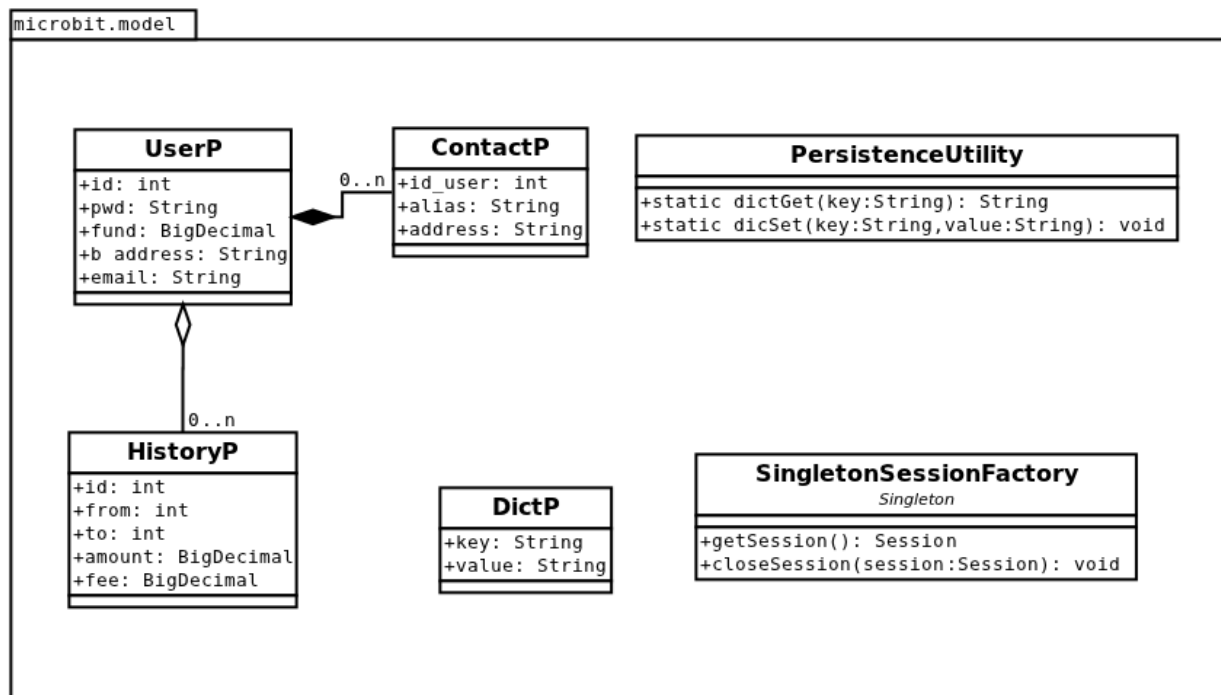 microbit.model
UserP
+id: int
+pwd: String
+fund: BigDecimal
+b address: String
+email: String
0..n
ContactP
+id_user: int
+alias: String
+address: String
PersistenceUtility
+static dictGet(key:String): String
+static dicSet(key:String,value:String): void
0..n
HistoryP
+id: int
+from: int
+to: int
+amount: BigDecimal
+fee: BigDecimal
DictP
+key: String
+value: String
SingletonSessionFactory
Singleton
+getSession(): Session
+closeSession(session:Session): void